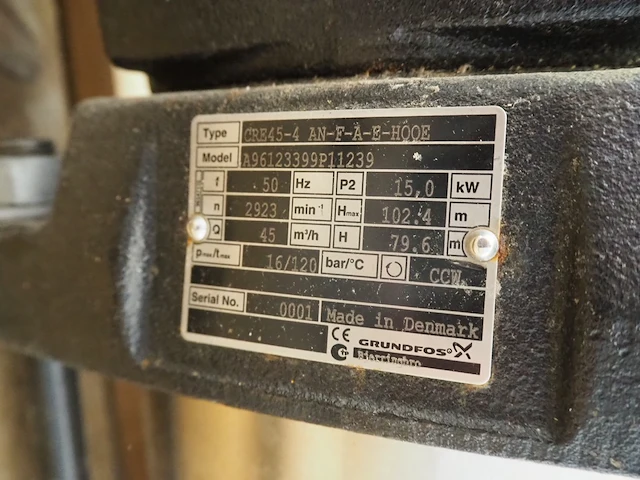 Type CRE45-4 AN-F-A-E-HQQE
Model A96123399P11239
f 50 Hz P2 15,0 kW
n 2923 min⁻¹ Hmax 102.4 m
Q 45 m³/h H 79.6 m
pmax/tmax 16/120 bar/°C CCW
Serial No. 0001 Made in Denmark
CE GRUNDFOS X
Bjerringbro